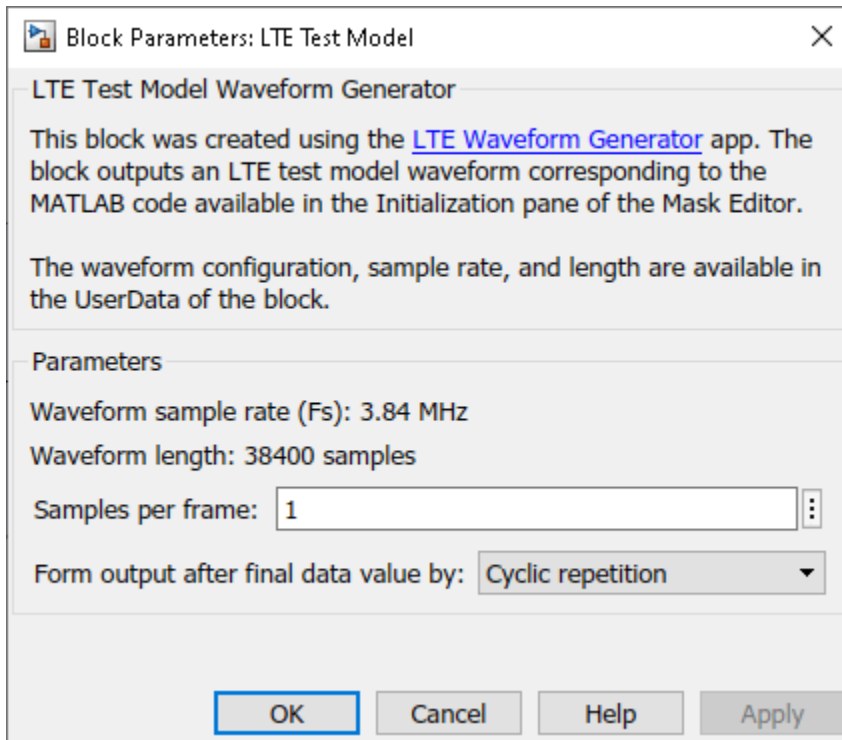 Block Parameters: LTE Test Model
LTE Test Model Waveform Generator
This block was created using the LTE Waveform Generator app. The
block outputs an LTE test model waveform corresponding to the
MATLAB code available in the Initialization pane of the Mask Editor.
The waveform configuration, sample rate, and length are available in
the UserData of the block.
Parameters
Waveform sample rate (Fs): 3.84 MHz
Waveform length: 38400 samples
Samples per frame: 1
Form output after final data value by: Cyclic repetition
OK Cancel Help Apply